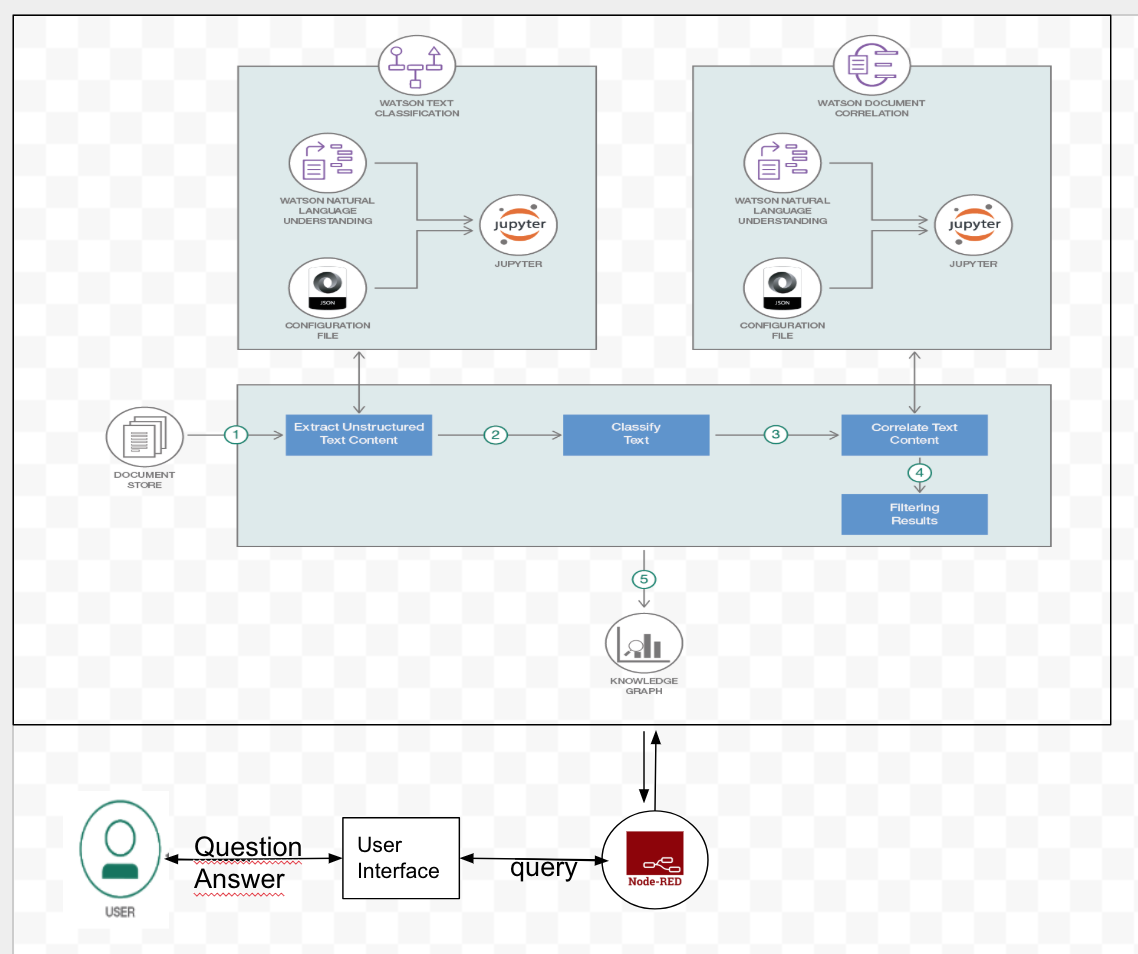 WATSON TEXT
CLASSIFICATION
WATSON NATURAL
LANGUAGE
UNDERSTANDING
jupyter
JUPYTER
JSON
CONFIGURATION
FILE
WATSON DOCUMENT
CORRELATION
WATSON NATURAL
LANGUAGE
UNDERSTANDING
jupyter
JUPYTER
JSON
CONFIGURATION
FILE
DOCUMENT
STORE
1
Extract Unstructured
Text Content
2
Classify
Text
3
Correlate Text
Content
4
Filtering
Results
5
KNOWLEDGE
GRAPH
USER
Question
Answer
User
Interface
query
Node-RED